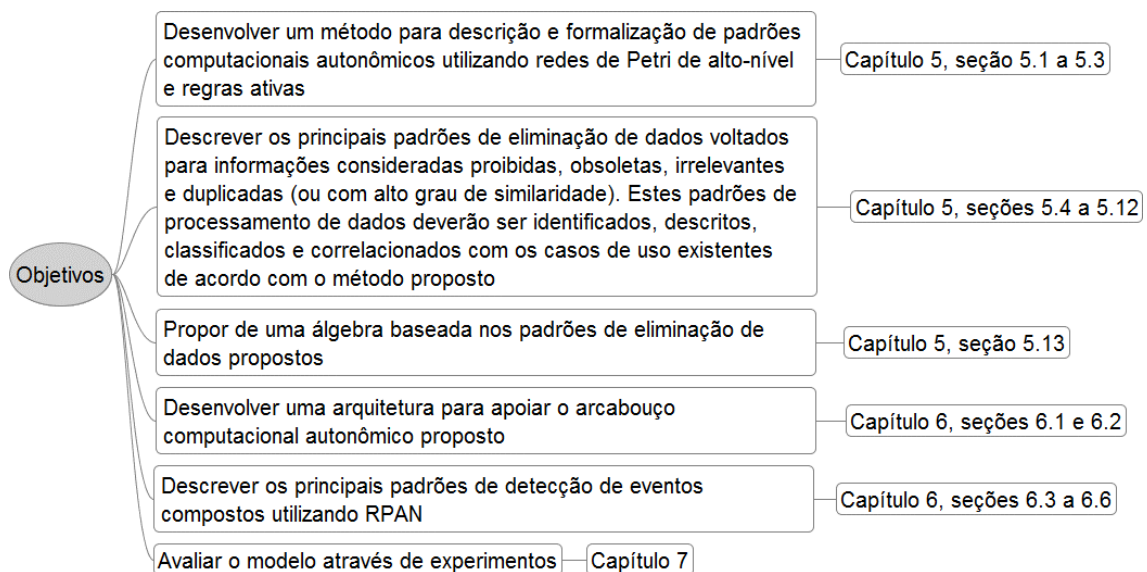 Desenvolver um método para descrição e formalização de padrões
computacionais autonômicos utilizando redes de Petri de alto-nível
e regras ativas
Capítulo 5, seção 5.1 a 5.3
Descrever os principais padrões de eliminação de dados voltados
para informações consideradas proibidas, obsoletas, irrelevantes
e duplicadas (ou com alto grau de similaridade). Estes padrões de
processamento de dados deverão ser identificados, descritos,
classificados e correlacionados com os casos de uso existentes
de acordo com o método proposto
Capítulo 5, seções 5.4 a 5.12
Objetivos
Propor de uma álgebra baseada nos padrões de eliminação de
dados propostos
Capítulo 5, seção 5.13
Desenvolver uma arquitetura para apoiar o arcabouço
computacional autonômico proposto
Capítulo 6, seções 6.1 e 6.2
Descrever os principais padrões de detecção de eventos
compostos utilizando RPAN
Capítulo 6, seções 6.3 a 6.6
Avaliar o modelo através de experimentos
Capítulo 7